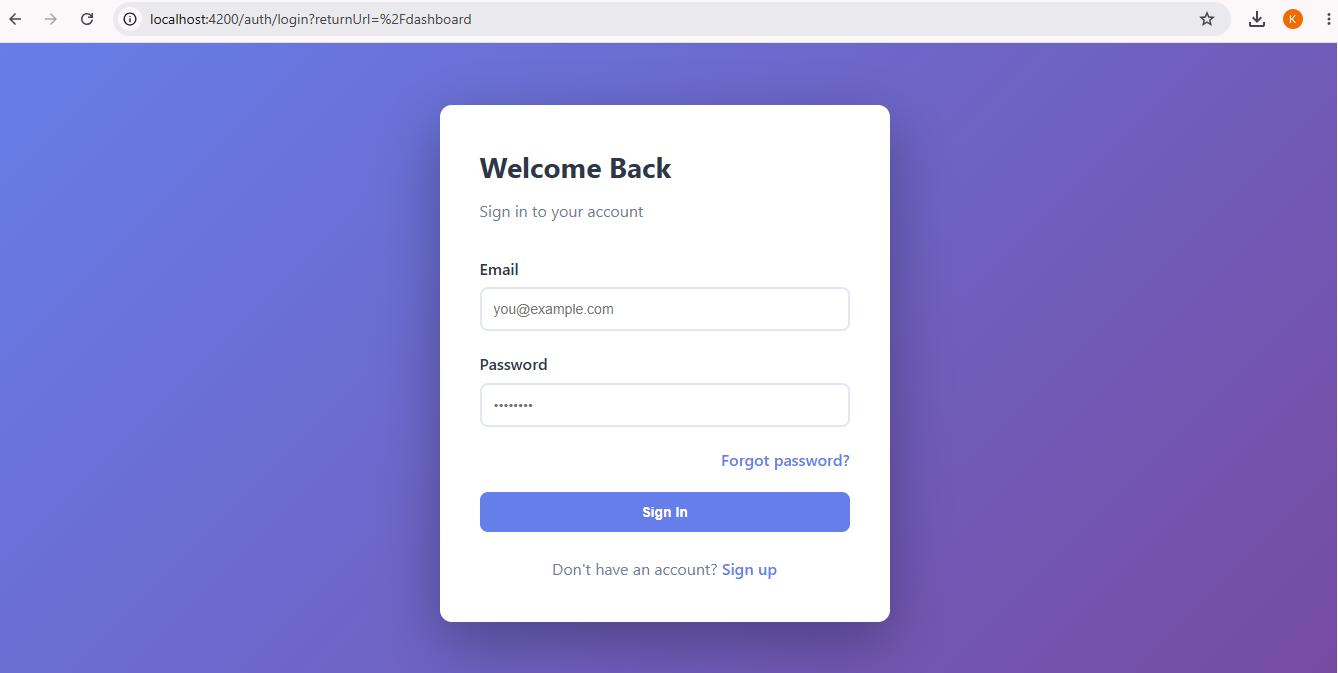 localhost:4200/auth/login?returnUrl=%2Fdashboard
K
Welcome Back
Sign in to your account
Email
you@example.com
Password
••••••••
Forgot password?
Sign In
Don't have an account? Sign up